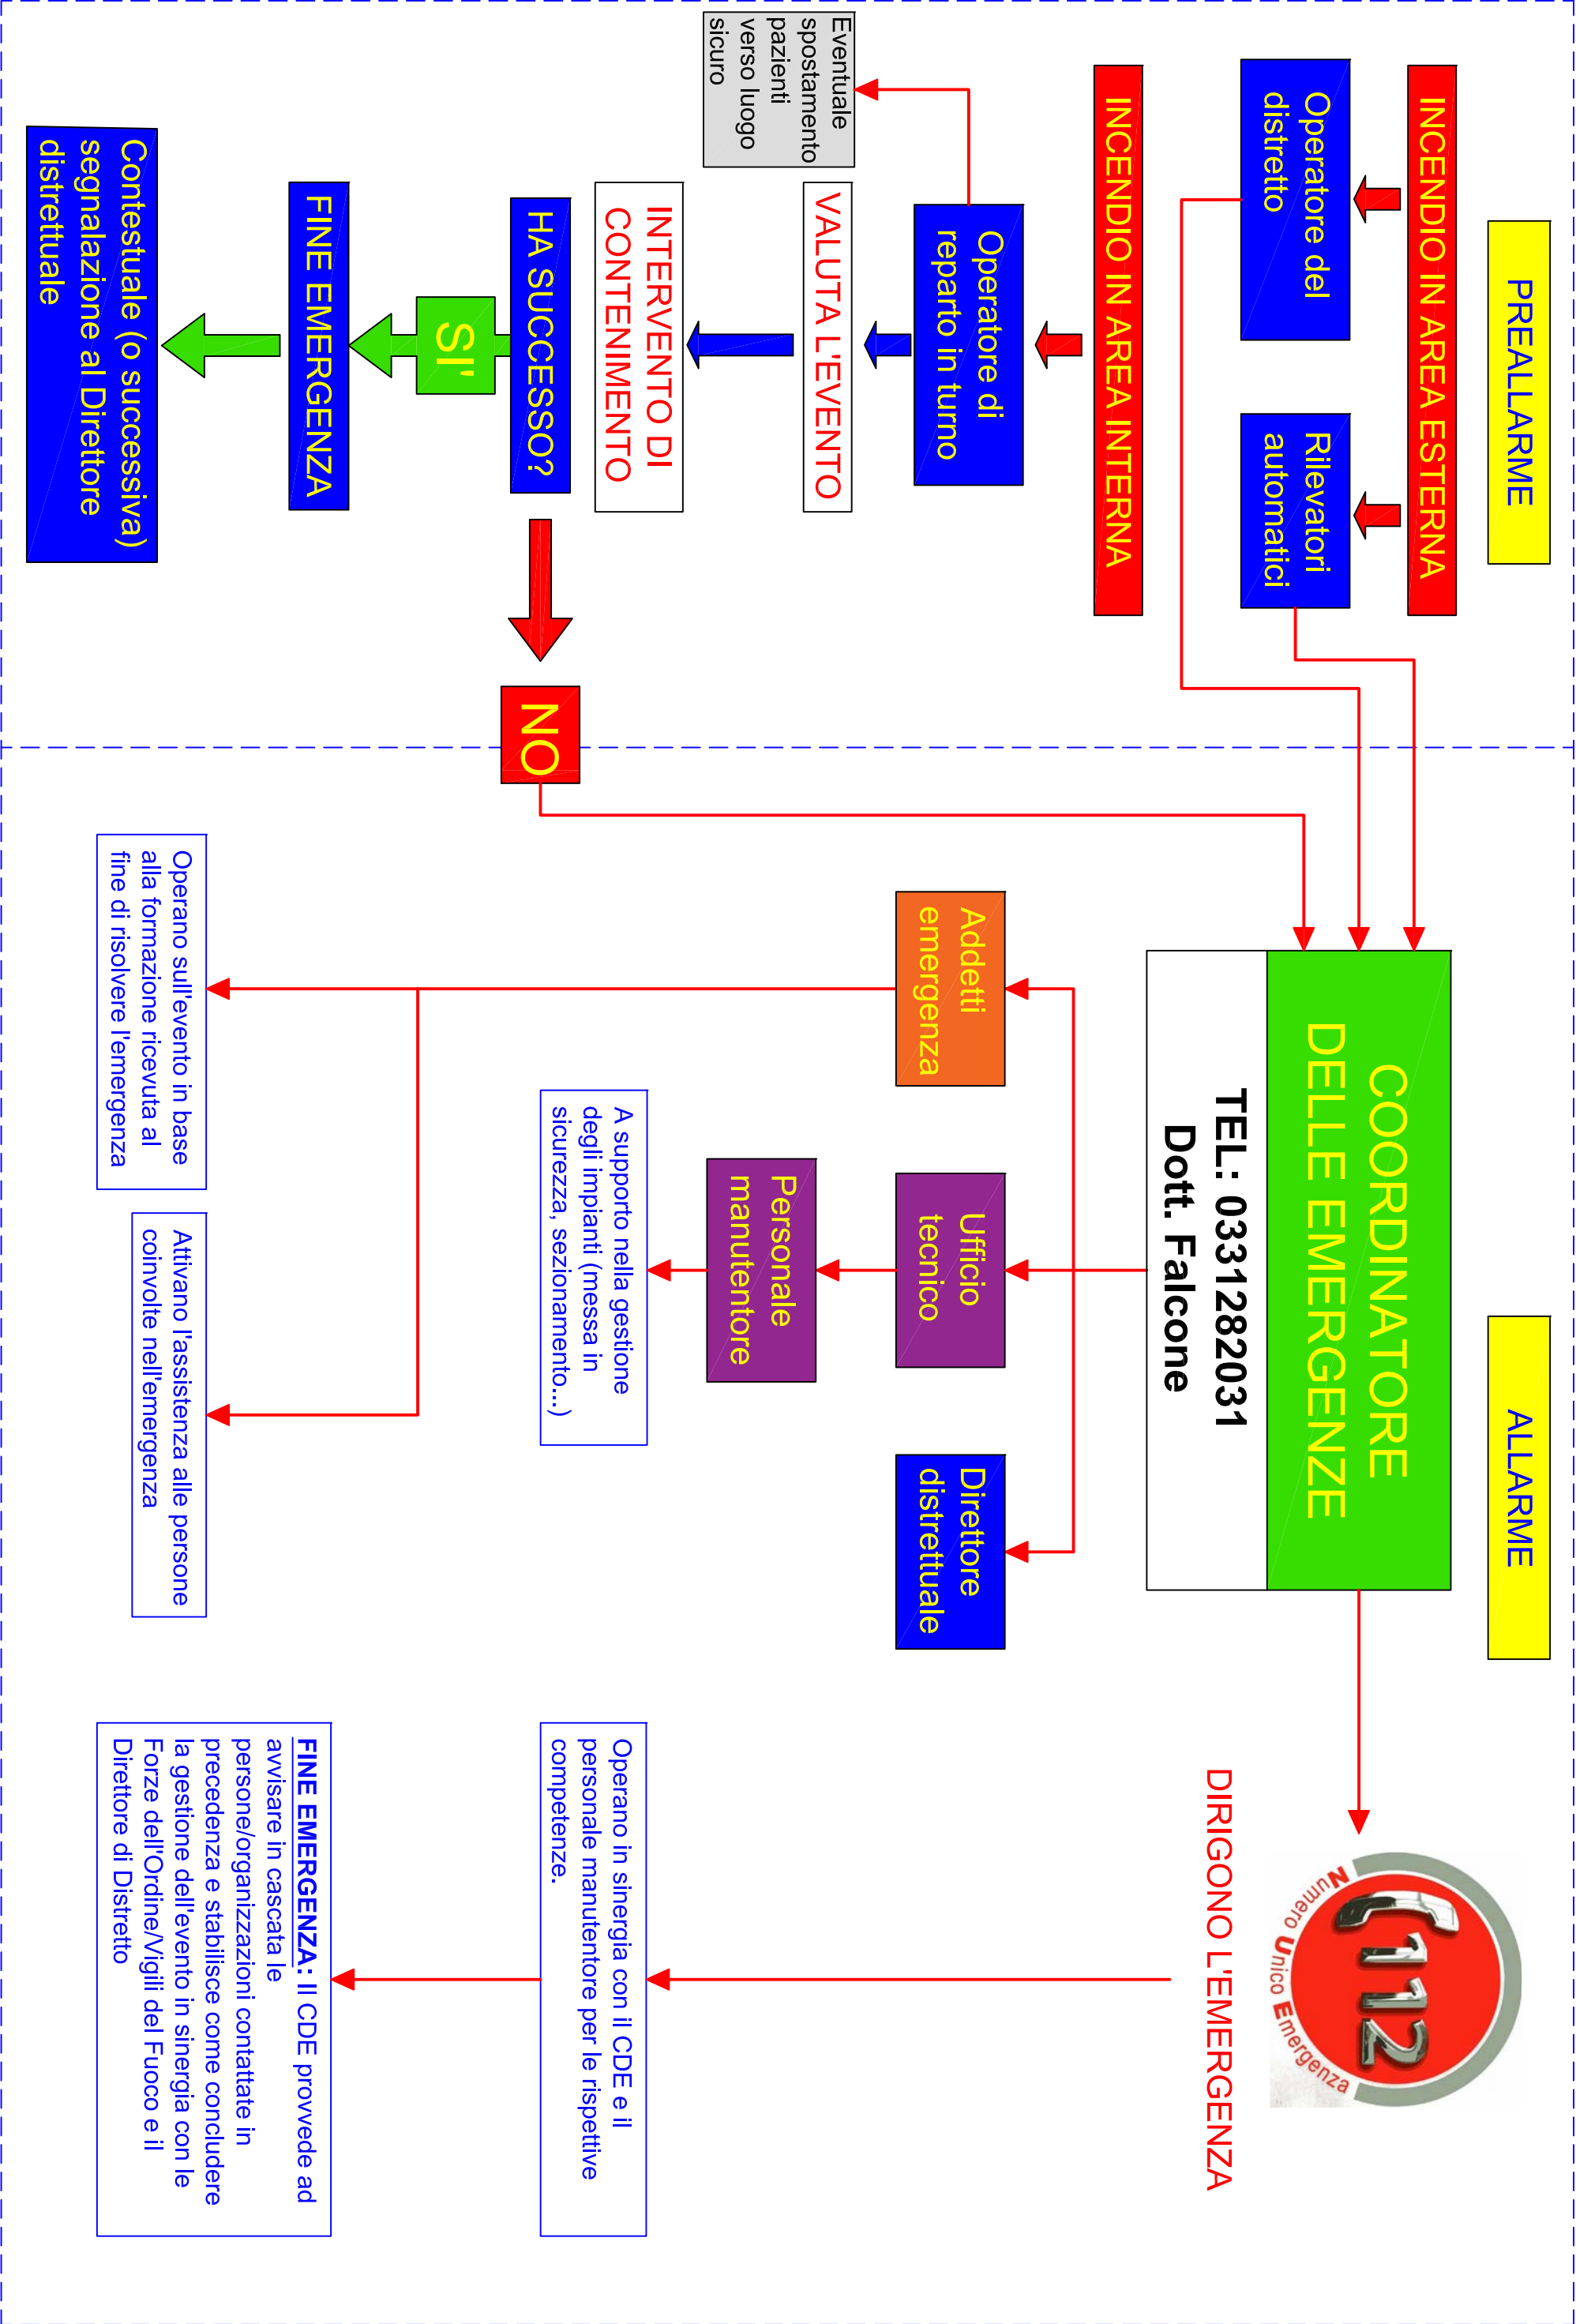 PREALLARME
INCENDIO IN AREA ESTERNA
Operatore del
distretto
Rilevatori
automatici
INCENDIO IN AREA INTERNA
Operatore di
reparto in turno
Eventuale
spostamento
pazienti
verso luogo
sicuro
VALUTA L'EVENTO
INTERVENTO DI
CONTENIMENTO
HA SUCCESSO?
NO
SI'
FINE EMERGENZA
Contestuale (o successiva)
segnalazione al Direttore
distrettuale
ALLARME
COORDINATORE
DELLE EMERGENZE
TEL: 0331282031
Dott. Falcone
Addetti
emergenza
Ufficio
tecnico
Direttore
distrettuale
Personale
manutentore
A supporto nella gestione
degli impianti (messa in
sicurezza, sezionamento...)
Operano sull'evento in base
alla formazione ricevuta al
fine di risolvere l'emergenza
Attivano l'assistenza alle persone
coinvolte nell'emergenza
112
Numero Unico Emergenza
DIRIGONO L'EMERGENZA
Operano in sinergia con il CDE e il
personale manutentore per le rispettive
competenze.
FINE EMERGENZA: Il CDE provvede ad
avvisare in cascata le
persone/organizzazioni contattate in
precedenza e stabilisce come concludere
la gestione dell'evento in sinergia con le
Forze dell'Ordine/Vigili del Fuoco e il
Direttore di Distretto